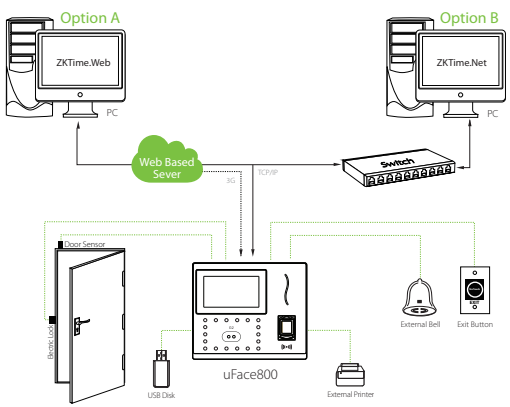 Option A
Option B
ZKTime.Web
ZKTime.Net
PC
PC
Web Based
Sever
Switch
3G
TCP/IP
Door Sensor
Electric Lock
External Bell
EXIT
Exit Button
uFace800
USB Disk
External Printer